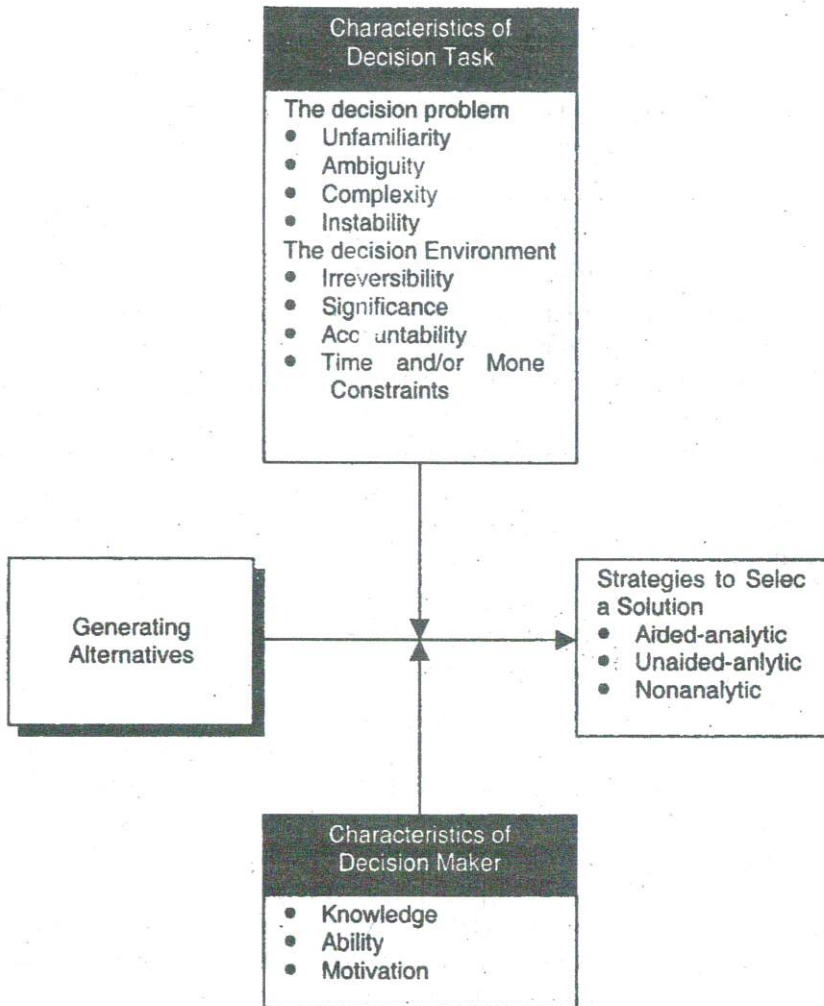 Characteristics of
Decision Task
The decision problem
• Unfamiliarity
• Ambiguity
• Complexity
• Instability
The decision Environment
• Irreversibility
• Significance
• Acc untability
• Time and/or Mone
Constraints
Generating
Alternatives
Strategies to Selec
a Solution
• Aided-analytic
• Unaided-anlytic
• Nonanalytic
Characteristics of
Decision Maker
• Knowledge
• Ability
• Motivation